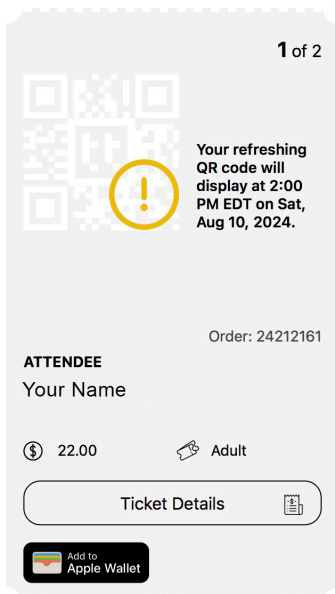 1 of 2
Your refreshing
QR code will
display at 2:00
PM EDT on Sat,
Aug 10, 2024.
Order: 24212161
ATTENDEE
Your Name
22.00
Adult
Ticket Details
Add to
Apple Wallet